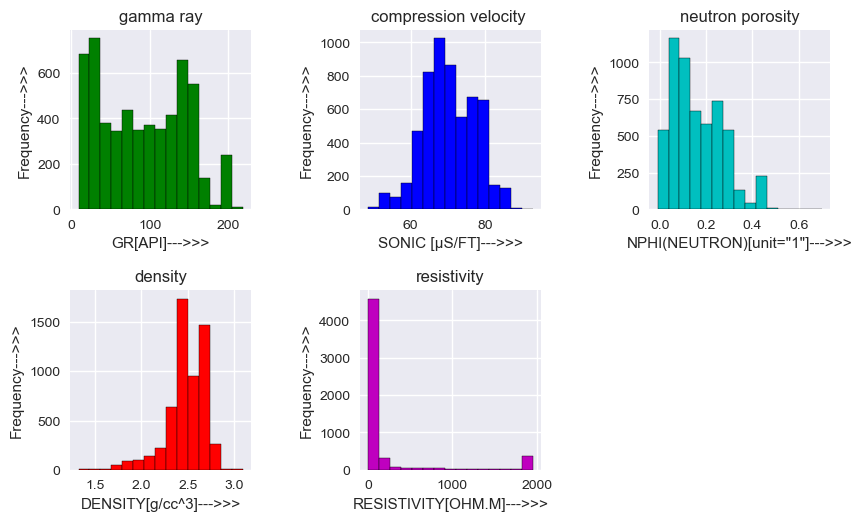 gamma ray
Frequency--->>>
600
400
200
0
0 100 200
GR[API]--->>>
compression velocity
Frequency--->>>
1000
800
600
400
200
0
60 80
SONIC [µS/FT]--->>>
neutron porosity
Frequency--->>>
1000
750
500
250
0
0.0 0.2 0.4 0.6
NPHI(NEUTRON)[unit="1"]--->>>
density
Frequency--->>>
1500
1000
500
0
1.5 2.0 2.5 3.0
DENSITY[g/cc^3]--->>>
resistivity
Frequency--->>>
4000
3000
2000
1000
0
0 1000 2000
RESISTIVITY[OHM.M]--->>>